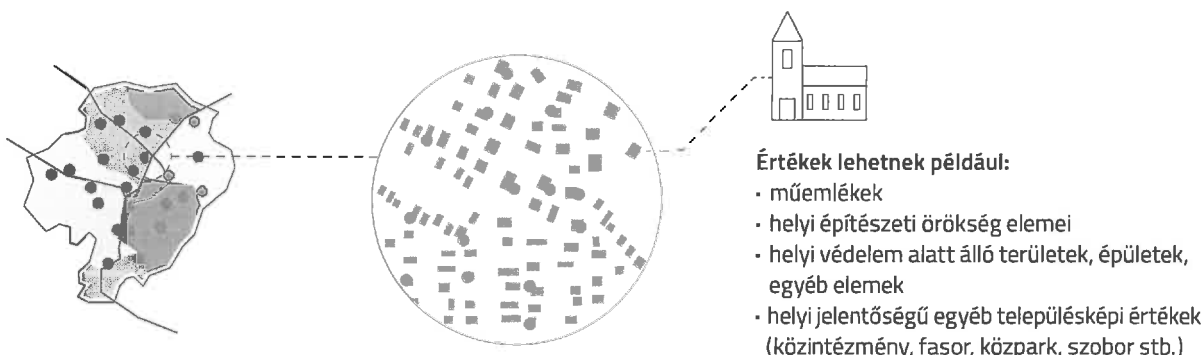 Értékek lehetnek például:
• műemlékek
• helyi építészeti örökség elemei
• helyi védelem alatt álló területek, épületek,
egyéb elemek
• helyi jelentőségű egyéb településképi értékek
(közintézmény, fasor, közpark, szobor stb.)